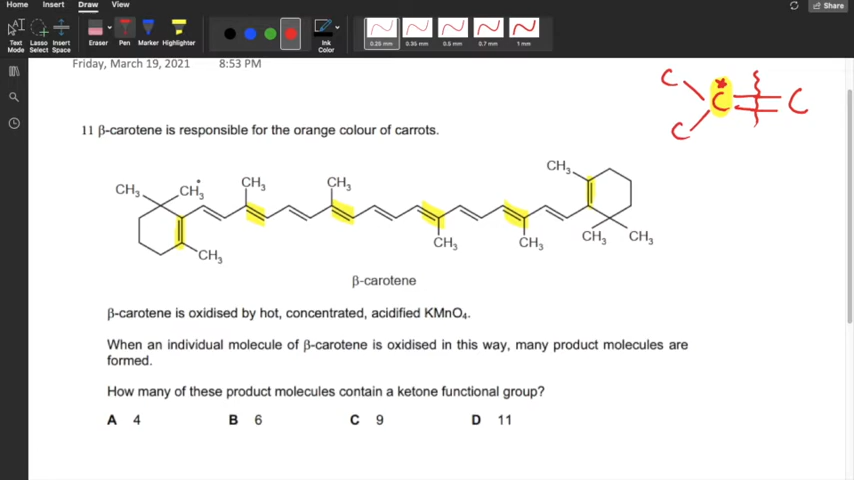 Home Insert Draw View
Share
Text Mode
Lasso Select
Insert Space
Eraser
Pen
Marker
Highlighter
Ink Color
0.25 mm
0.35 mm
0.5 mm
0.7 mm
1 mm
Friday, March 19, 2021 8:53 PM
C
C* C
C
11 β-carotene is responsible for the orange colour of carrots.
CH₃ CH₃ CH₃ CH₃ CH₃
CH₃ CH₃ CH₃ CH₃ CH₃
β-carotene
β-carotene is oxidised by hot, concentrated, acidified KMnO₄.
When an individual molecule of β-carotene is oxidised in this way, many product molecules are
formed.
How many of these product molecules contain a ketone functional group?
A 4 B 6 C 9 D 11